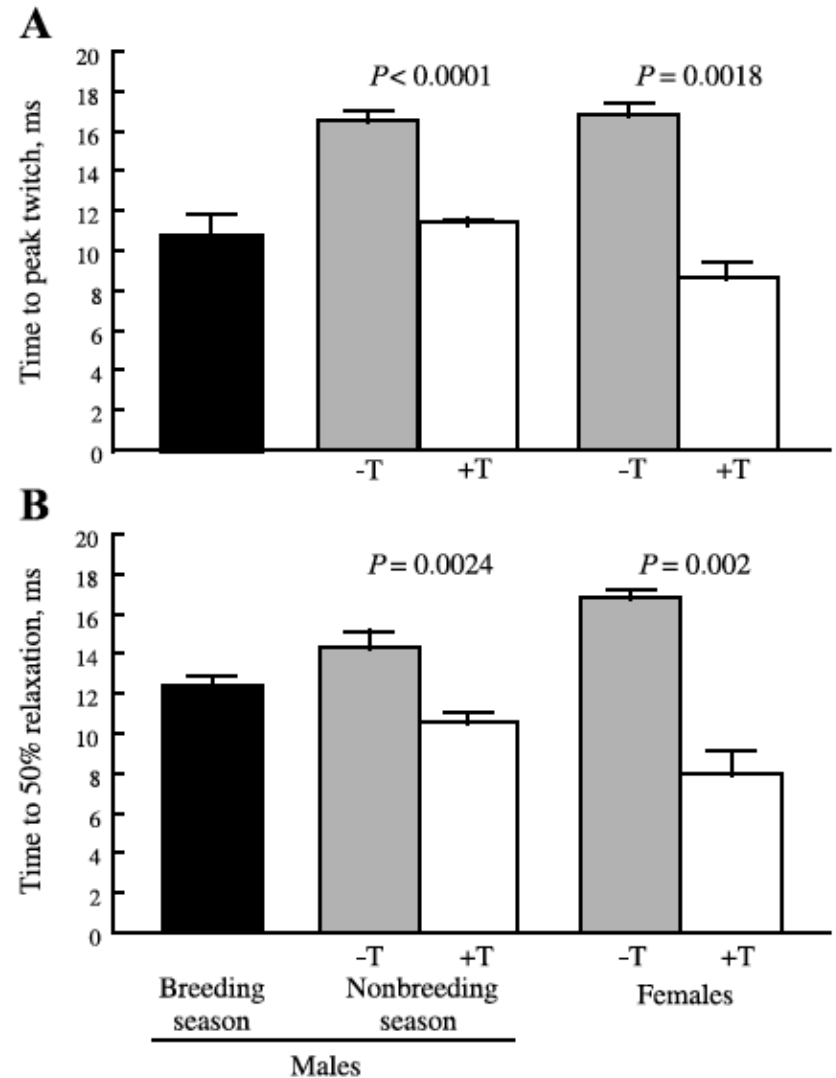 A
Time to peak twitch, ms
20
18
16
14
12
10
8
6
4
2
0
P< 0.0001
P = 0.0018
-T +T -T +T
B
Time to 50% relaxation, ms
20
18
16
14
12
10
8
6
4
2
0
P = 0.0024
P = 0.002
-T +T -T +T
Breeding
season
Nonbreeding
season
Females
Males